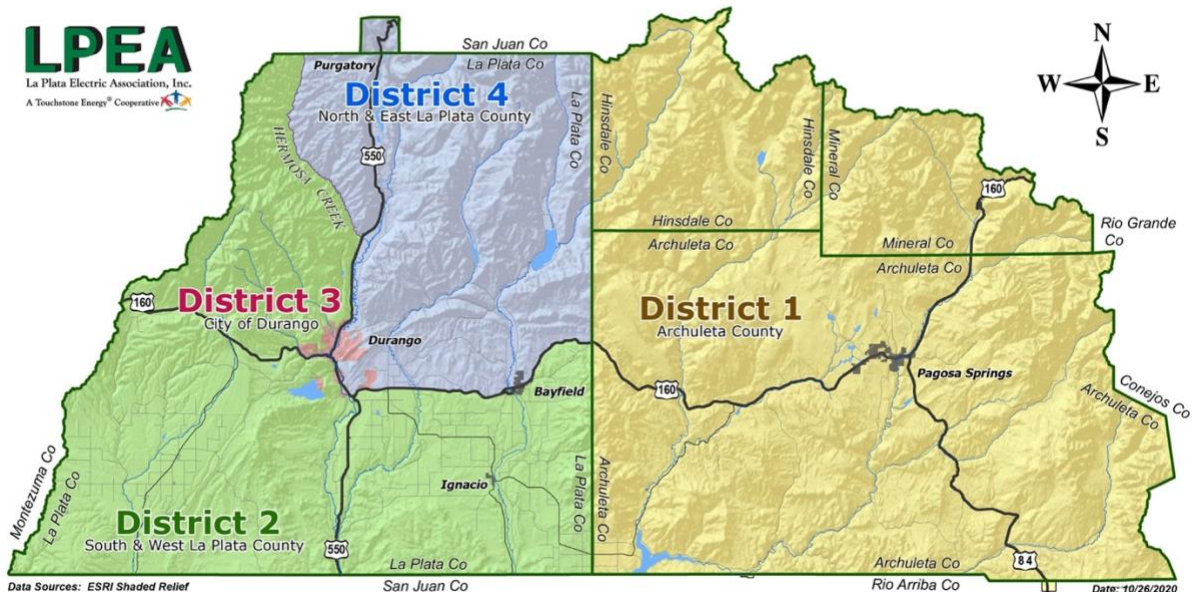 LPEA
La Plata Electric Association, Inc.
A Touchstone Energy® Cooperative
N
W E
S
San Juan Co
La Plata Co
Purgatory
District 4
North & East La Plata County
550
HERMOSA CREEK
La Plata Co
Hinsdale Co
Hinsdale Co
Mineral Co
160
Rio Grande
Co
Hinsdale Co
Archuleta Co
Mineral Co
Archuleta Co
160
District 3
City of Durango
Durango
District 1
Archuleta County
Pagosa Springs
Bayfield
160
Conejos Co
Archuleta Co
Montezuma Co
La Plata Co
Ignacio
La Plata Co
Archuleta Co
District 2
South & West La Plata County
550
84
La Plata Co
San Juan Co
Archuleta Co
Rio Arriba Co
Data Sources: ESRI Shaded Relief
Date: 10/26/2020